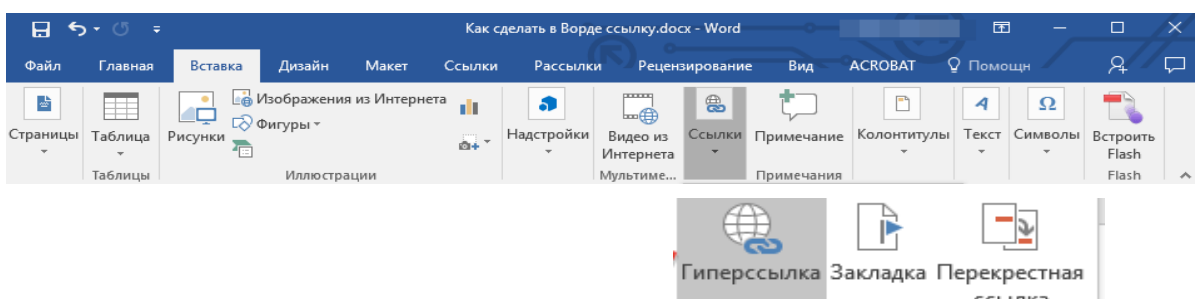 Как сделать в Ворде ссылку.docx - Word
Файл Главная Вставка Дизайн Макет Ссылки Рассылки Рецензирование Вид ACROBAT Помощн
Страницы Таблица Рисунки Изображения из Интернета Фигуры Надстройки Видео из Интернета Ссылки Примечание Колонтитулы Текст Символы Встроить Flash
Таблицы Иллюстрации Мультиме... Примечания Flash
Гиперссылка Закладка Перекрестная
ссылка